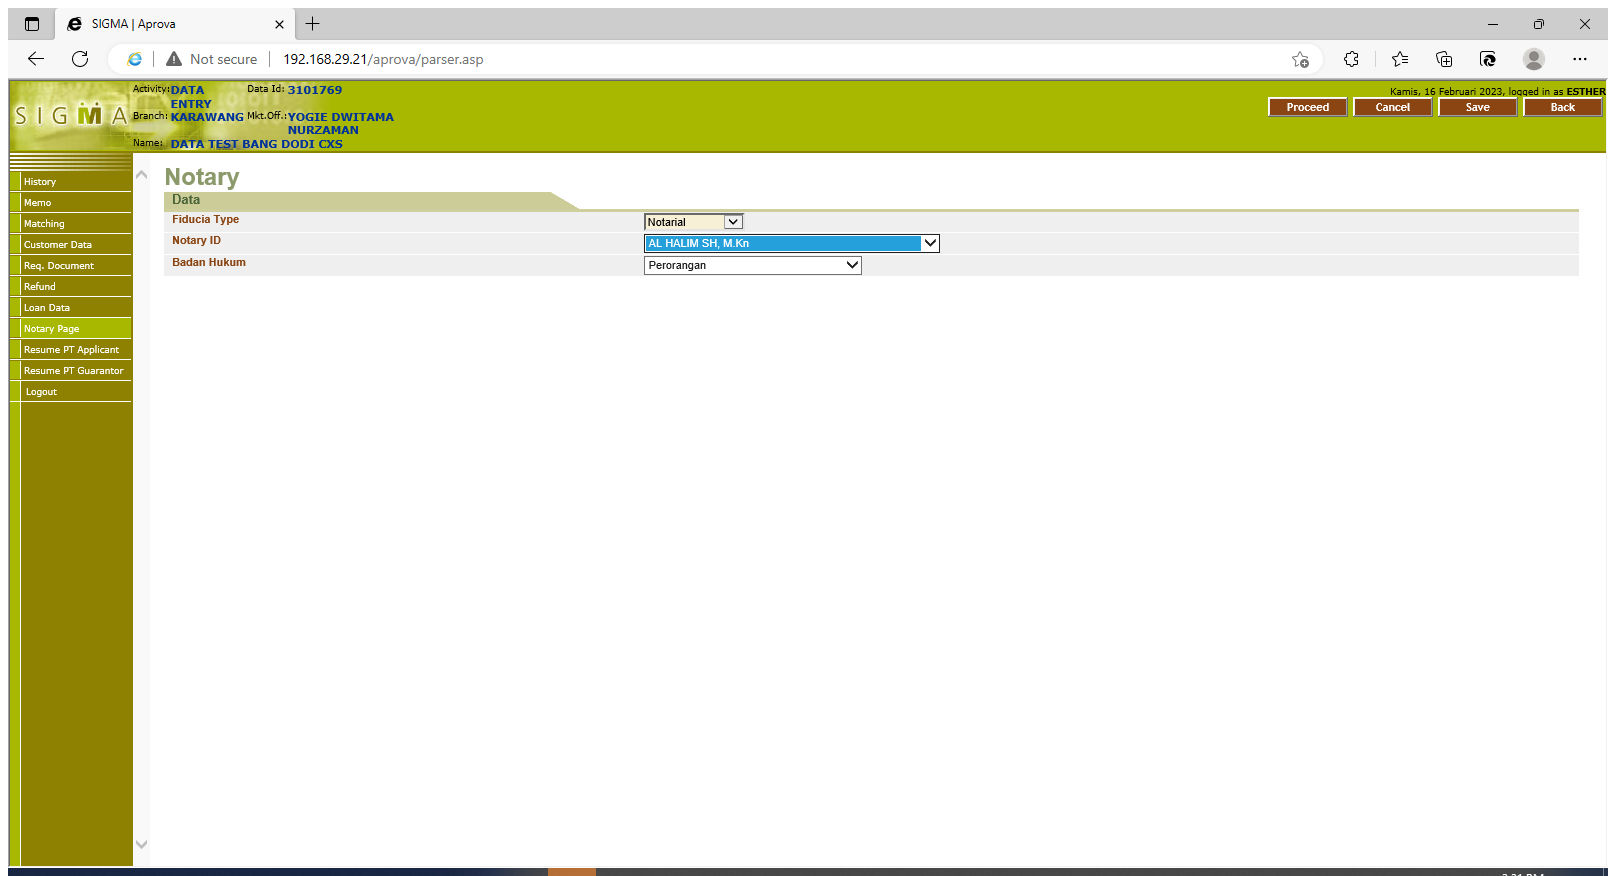 SIGMA | Aprova
Not secure 192.168.29.21/aprova/parser.asp
SIGMA
Activity: DATA ENTRY Data Id: 3101769
Branch: KARAWANG Mkt.Off.: YOGIE DWITAMA NURZAMAN
Name: DATA TEST BANG DODI CXS
Kamis, 16 Februari 2023, logged in as ESTHER
Proceed Cancel Save Back
History
Memo
Matching
Customer Data
Req. Document
Refund
Loan Data
Notary Page
Resume PT Applicant
Resume PT Guarantor
Logout
Notary
Data
Fiducia Type Notarial
Notary ID AL HALIM SH, M.Kn
Badan Hukum Perorangan